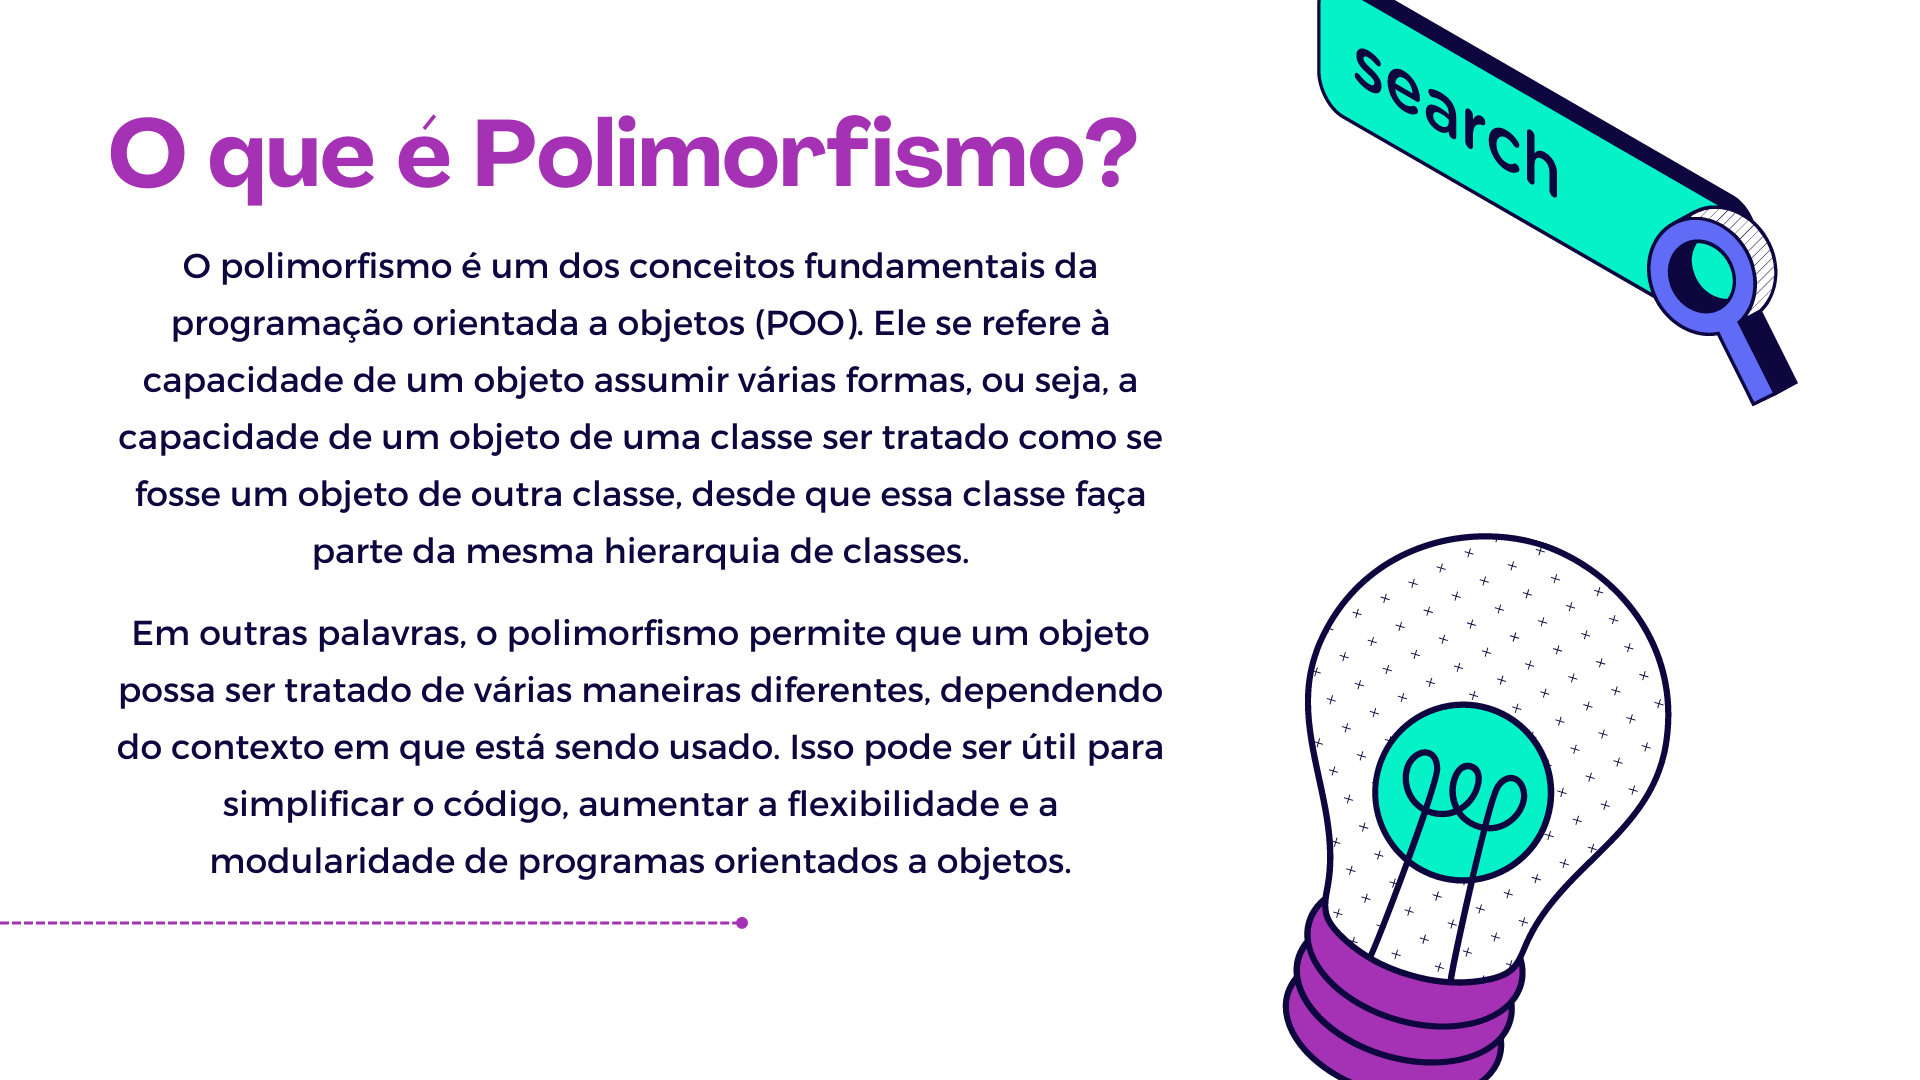 O que é Polimorfismo?
O polimorfismo é um dos conceitos fundamentais da
programação orientada a objetos (POO). Ele se refere à
capacidade de um objeto assumir várias formas, ou seja, a
capacidade de um objeto de uma classe ser tratado como se
fosse um objeto de outra classe, desde que essa classe faça
parte da mesma hierarquia de classes.
Em outras palavras, o polimorfismo permite que um objeto
possa ser tratado de várias maneiras diferentes, dependendo
do contexto em que está sendo usado. Isso pode ser útil para
simplificar o código, aumentar a flexibilidade e a
modularidade de programas orientados a objetos.
search